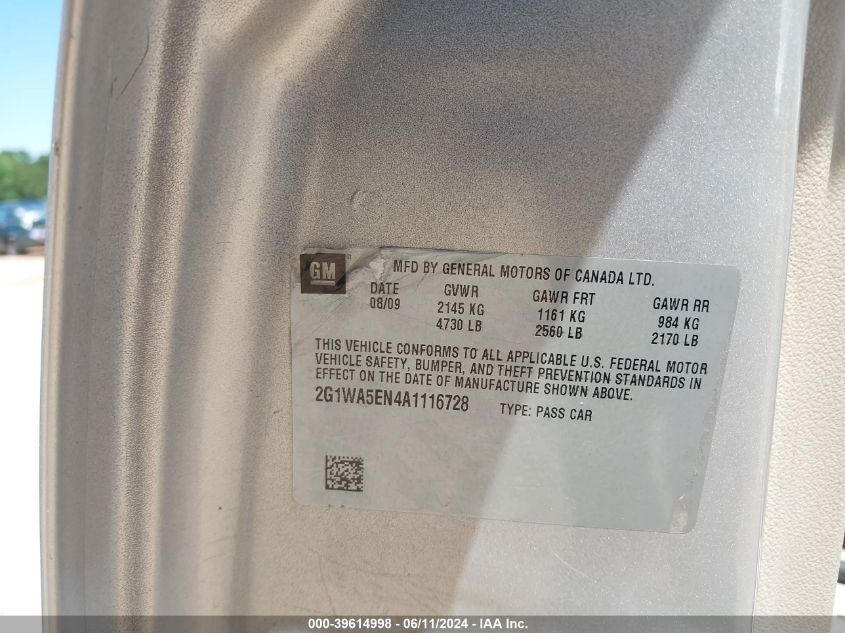 GM
MFD BY GENERAL MOTORS OF CANADA LTD.
DATE GVWR GAWR FRT GAWR RR
08/09 2145 KG 1161 KG 984 KG
4730 LB 2560 LB 2170 LB
THIS VEHICLE CONFORMS TO ALL APPLICABLE U.S. FEDERAL MOTOR
VEHICLE SAFETY, BUMPER, AND THEFT PREVENTION STANDARDS IN
EFFECT ON THE DATE OF MANUFACTURE SHOWN ABOVE.
2G1WA5EN4A1116728 TYPE: PASS CAR
000-39614998 - 06/11/2024 - IAA Inc.